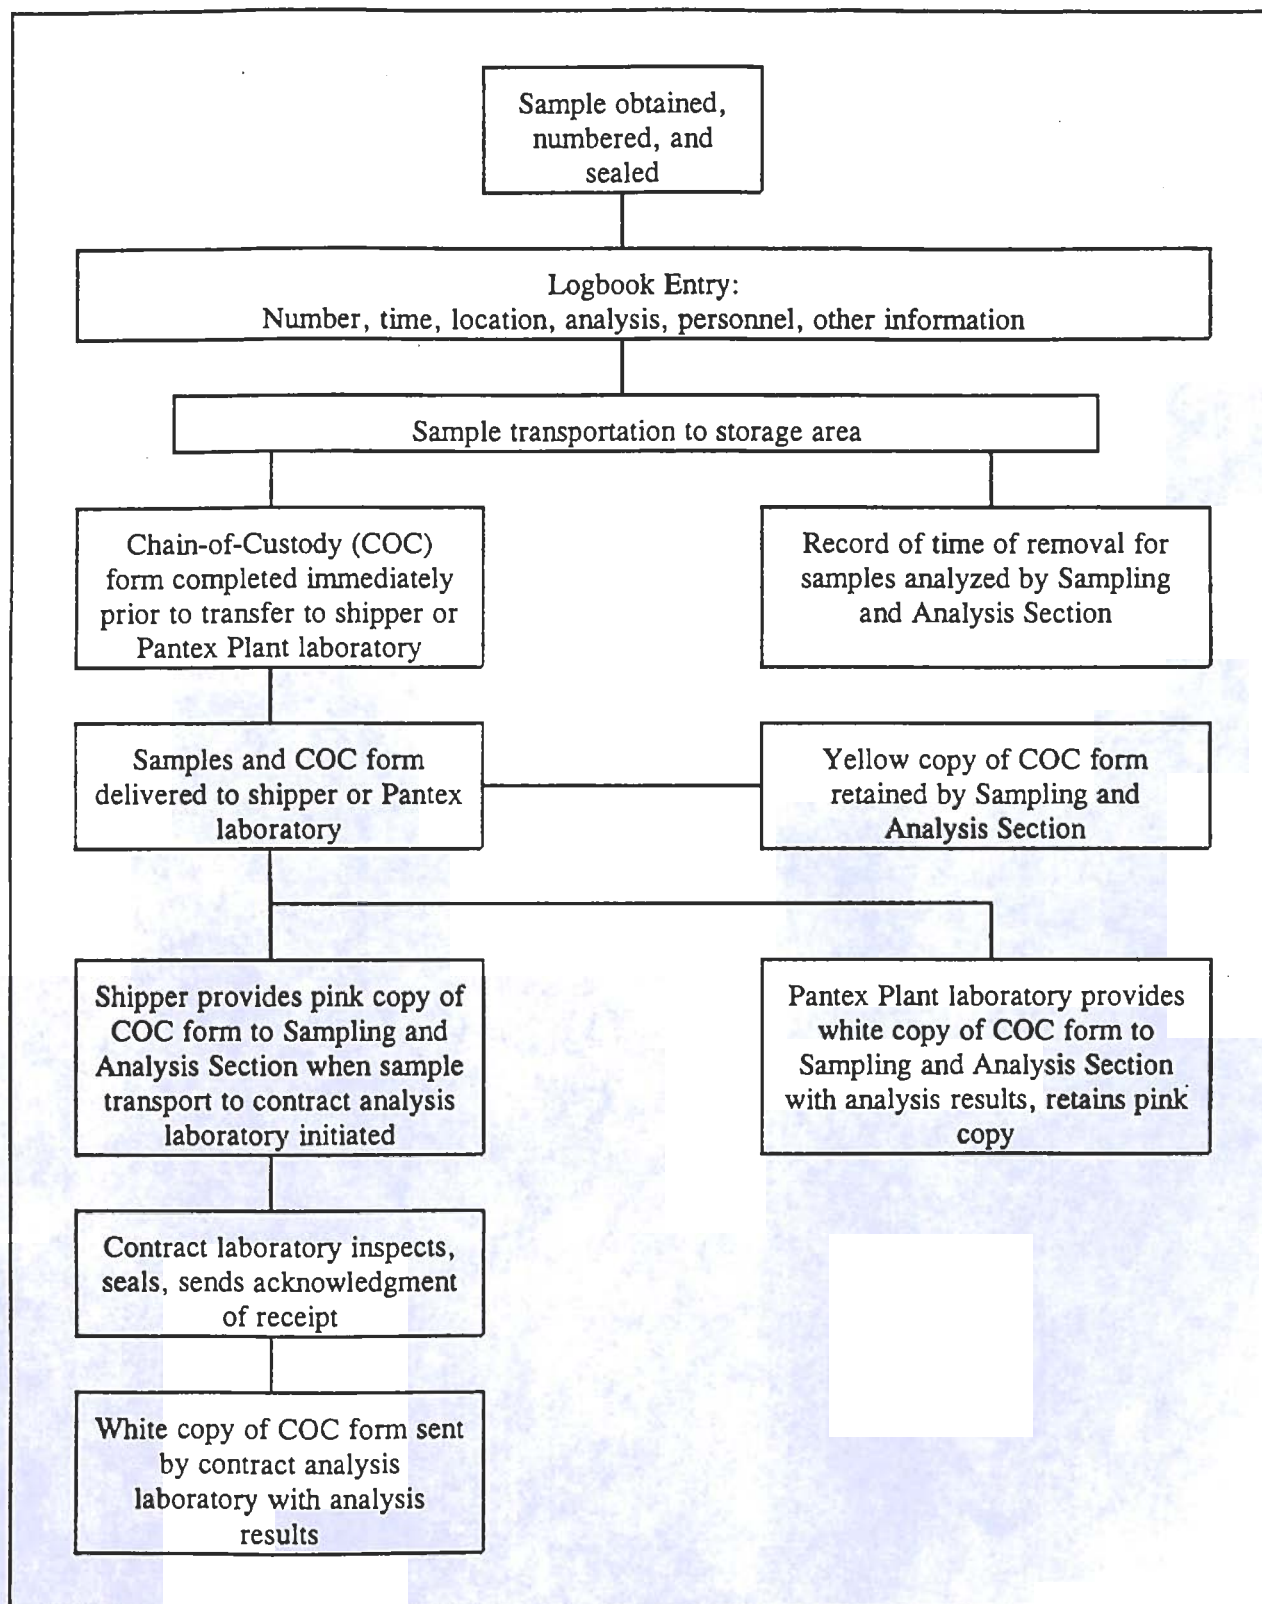 Sample obtained,
numbered, and
sealed
Logbook Entry:
Number, time, location, analysis, personnel, other information
Sample transportation to storage area
Chain-of-Custody (COC)
form completed immediately
prior to transfer to shipper or
Pantex Plant laboratory
Record of time of removal for
samples analyzed by Sampling
and Analysis Section
Samples and COC form
delivered to shipper or Pantex
laboratory
Yellow copy of COC form
retained by Sampling and
Analysis Section
Shipper provides pink copy of
COC form to Sampling and
Analysis Section when sample
transport to contract analysis
laboratory initiated
Pantex Plant laboratory provides
white copy of COC form to
Sampling and Analysis Section
with analysis results, retains pink
copy
Contract laboratory inspects,
seals, sends acknowledgment
of receipt
White copy of COC form sent
by contract analysis
laboratory with analysis
results